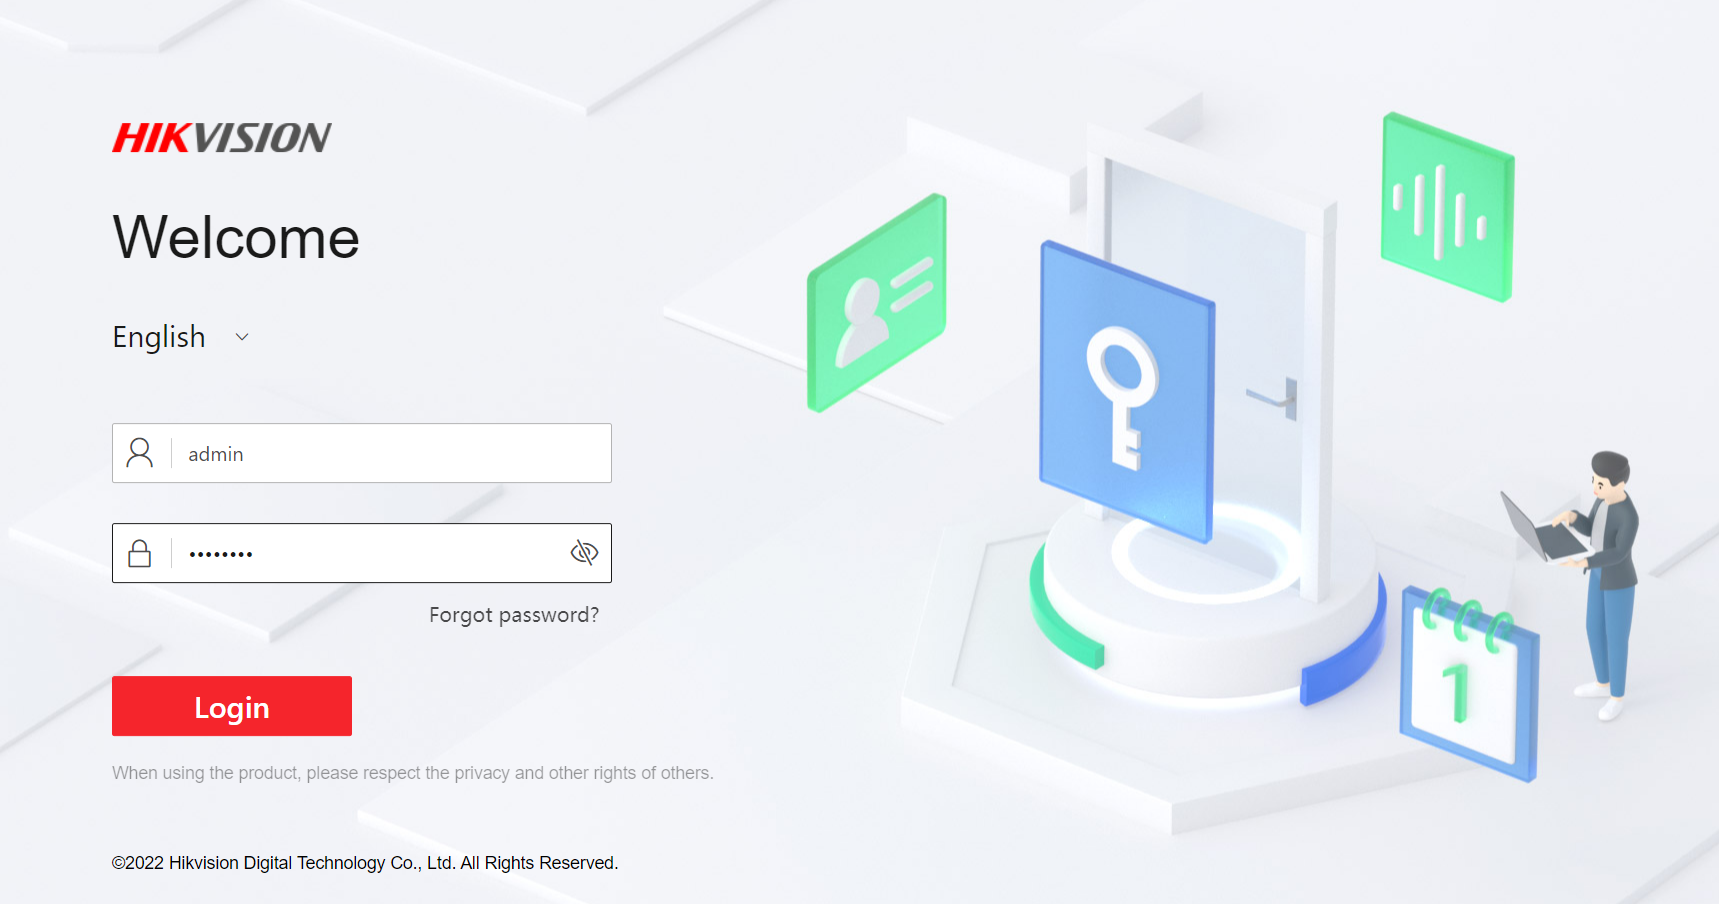 HIKVISION
Welcome
English
admin
••••••••
Forgot password?
Login
When using the product, please respect the privacy and other rights of others.
©2022 Hikvision Digital Technology Co., Ltd. All Rights Reserved.
1